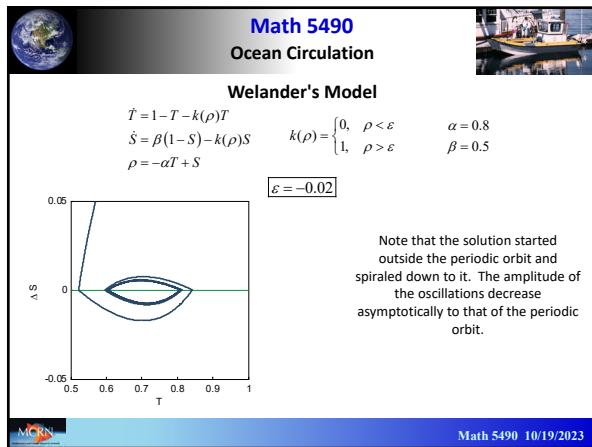 Math 5490
Ocean Circulation
Welander's Model
Ṫ = 1 − T − k(ρ)T
Ṡ = β(1 − S) − k(ρ)S
ρ = −αT + S
k(ρ) = {0, ρ < ε
1, ρ > ε
α = 0.8
β = 0.5
ε = −0.02
0.05
0
-0.05
Δ S
0.5 0.6 0.7 0.8 0.9 1
T
Note that the solution started
outside the periodic orbit and
spiraled down to it. The amplitude of
the oscillations decrease
asymptotically to that of the periodic
orbit.
MCRN
Math 5490 10/19/2023